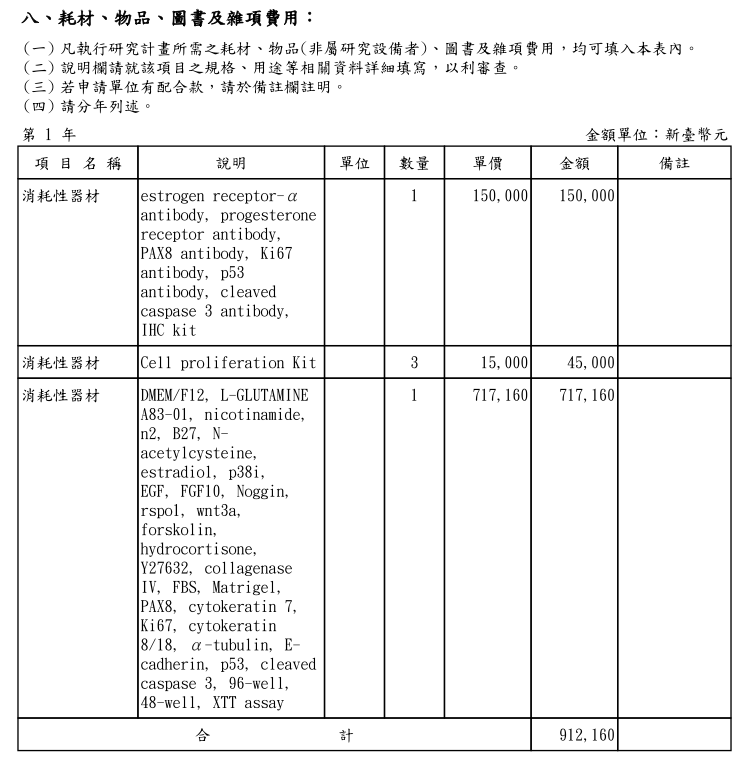 八、耗材、物品、圖書及雜項費用：
(一)凡執行研究計畫所需之耗材、物品(非屬研究設備者)、圖書及雜項費用，均可填入本表內。
(二)說明欄請就該項目之規格、用途等相關資料詳細填寫，以利審查。
(三)若申請單位有配合款，請於備註欄註明。
(四)請分年列述。
第 1 年 金額單位：新臺幣元
項 目 名 稱 說明 單位 數量 單價 金額 備註
消耗性器材 estrogen receptor-α 1 150,000 150,000
antibody, progesterone
receptor antibody,
PAX8 antibody, Ki67
antibody, p53
antibody, cleaved
caspase 3 antibody,
IHC kit
消耗性器材 Cell proliferation Kit 3 15,000 45,000
消耗性器材 DMEM/F12, L-GLUTAMINE 1 717,160 717,160
A83-01, nicotinamide,
n2, B27, N-
acetylcysteine,
estradiol, p38i,
EGF, FGF10, Noggin,
rspo1, wnt3a,
forskolin,
hydrocortisone,
Y27632, collagenase
IV, FBS, Matrigel,
PAX8, cytokeratin 7,
Ki67, cytokeratin
8/18, α-tubulin, E-
cadherin, p53, cleaved
caspase 3, 96-well,
48-well, XTT assay
合 計 912,160